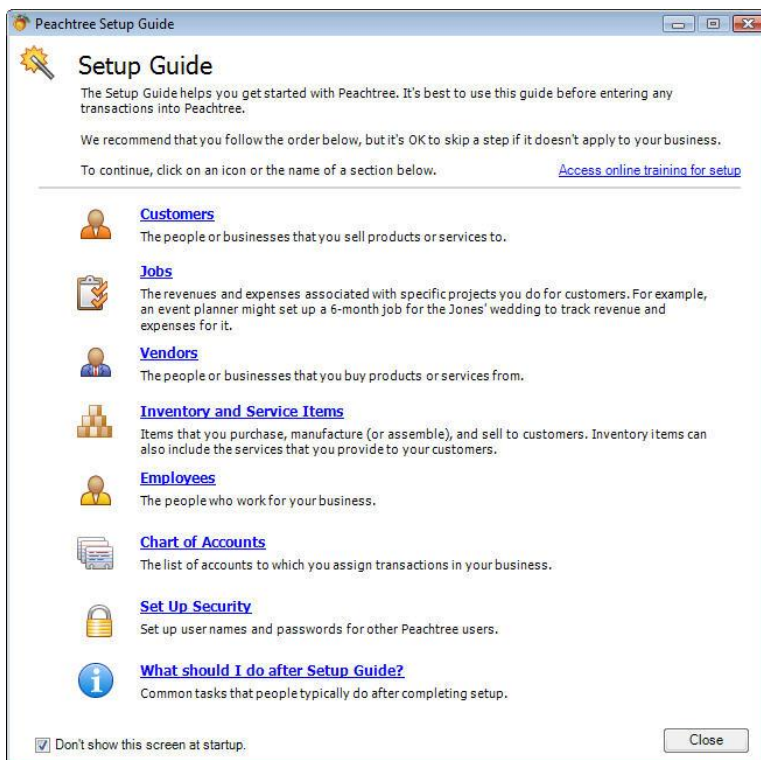 Peachtree Setup Guide
Setup Guide
The Setup Guide helps you get started with Peachtree. It's best to use this guide before entering any
transactions into Peachtree.
We recommend that you follow the order below, but it's OK to skip a step if it doesn't apply to your business.
To continue, click on an icon or the name of a section below.
Access online training for setup
Customers
The people or businesses that you sell products or services to.
Jobs
The revenues and expenses associated with specific projects you do for customers. For example,
an event planner might set up a 6-month job for the Jones' wedding to track revenue and
expenses for it.
Vendors
The people or businesses that you buy products or services from.
Inventory and Service Items
Items that you purchase, manufacture (or assemble), and sell to customers. Inventory items can
also include the services that you provide to your customers.
Employees
The people who work for your business.
Chart of Accounts
The list of accounts to which you assign transactions in your business.
Set Up Security
Set up user names and passwords for other Peachtree users.
What should I do after Setup Guide?
Common tasks that people typically do after completing setup.
Don't show this screen at startup.
Close